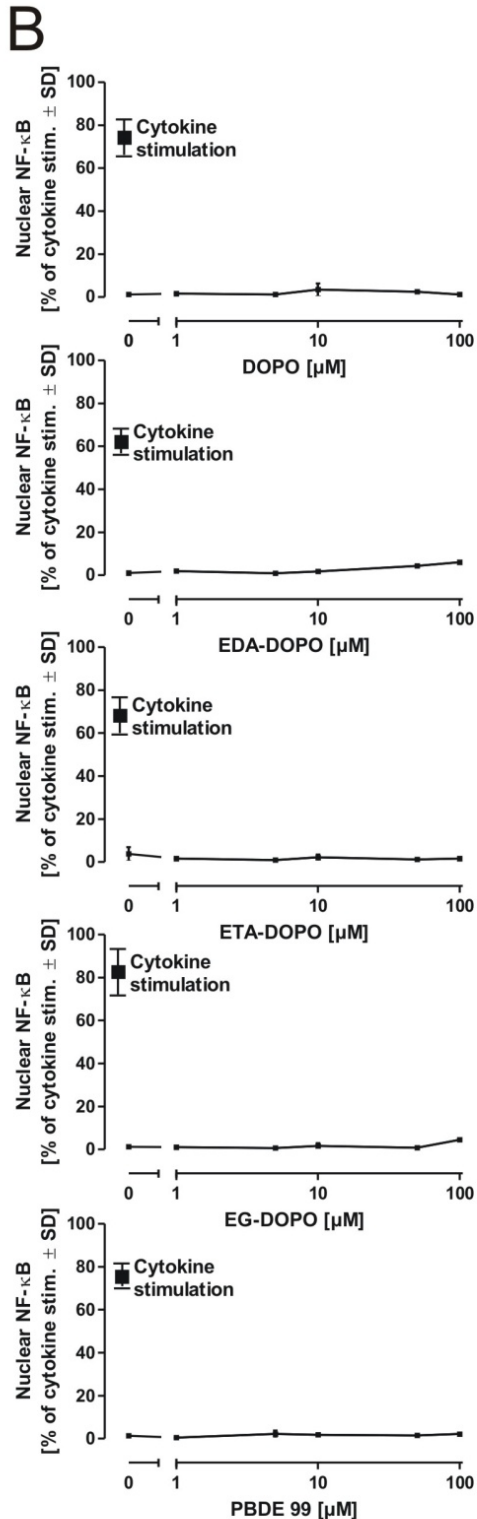 B
Nuclear NF-κB
[% of cytokine stim. ± SD]
100
80
60
40
20
0
Cytokine
stimulation
0 1 10 100
DOPO [µM]
Nuclear NF-κB
[% of cytokine stim. ± SD]
100
80
60
40
20
0
Cytokine
stimulation
0 1 10 100
EDA-DOPO [µM]
Nuclear NF-κB
[% of cytokine stim. ± SD]
100
80
60
40
20
0
Cytokine
stimulation
0 1 10 100
ETA-DOPO [µM]
Nuclear NF-κB
[% of cytokine stim. ± SD]
100
80
60
40
20
0
Cytokine
stimulation
0 1 10 100
EG-DOPO [µM]
Nuclear NF-κB
[% of cytokine stim. ± SD]
100
80
60
40
20
0
Cytokine
stimulation
0 1 10 100
PBDE 99 [µM]